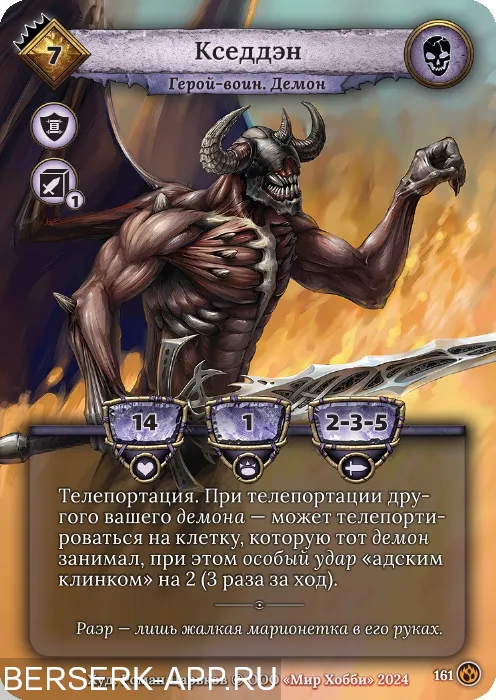 7
Кседдэн
Герой-воин. Демон
1
14
1
2-3-5
Телепортация. При телепортации дру-
гого вашего демона — может телепорти-
роваться на клетку, которую тот демон
занимал, при этом особый удар «адским
клинком» на 2 (3 раза за ход).
Раэр — лишь жалкая марионетка в его руках.
BERSERK-APP.РУ
«Мир Хобби» 2024
161